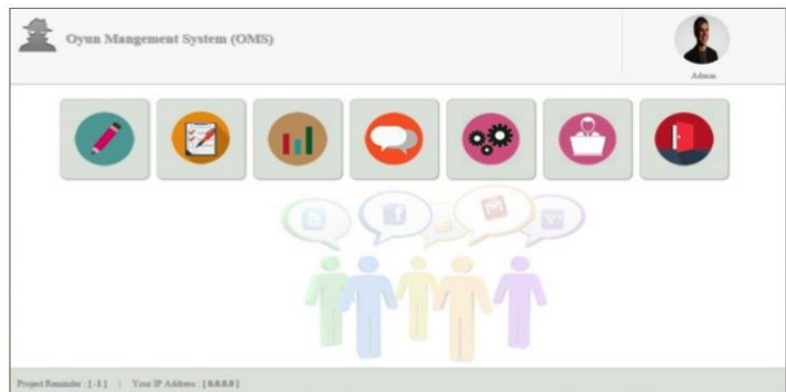 Oyun Mangement System (OMS)
Admin
Project Reminder : [ -1 ] | Your IP Address : [ 0.0.0.0 ]